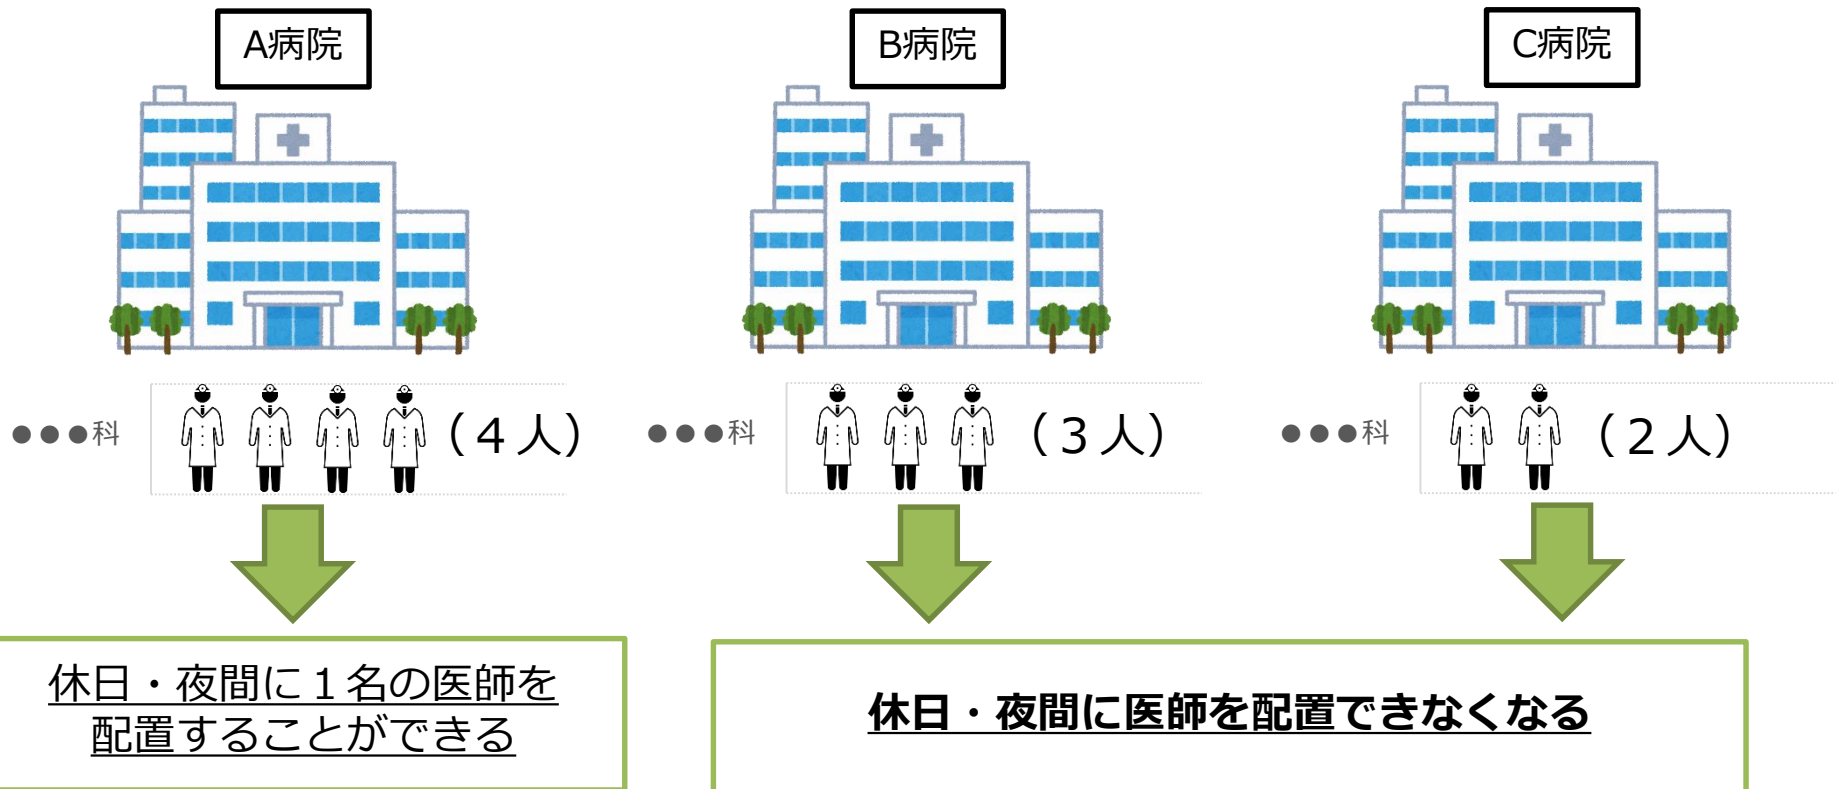 A病院
B病院
C病院
●●●科
（４人）
●●●科
（３人）
●●●科
（２人）
休日・夜間に１名の医師を
配置することができる
休日・夜間に医師を配置できなくなる